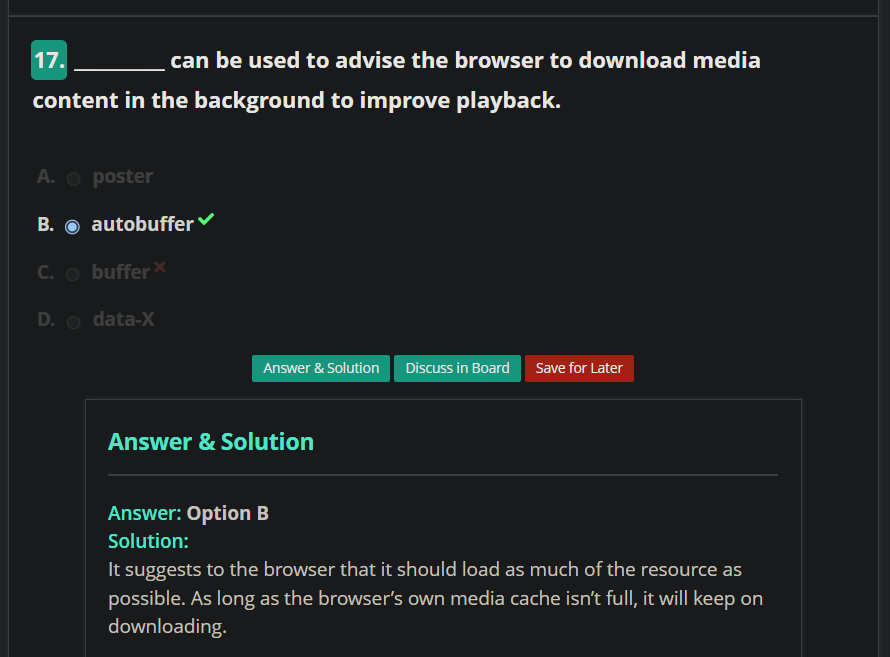 17. __________ can be used to advise the browser to download media
content in the background to improve playback.
A. poster
B. autobuffer
C. buffer
D. data-X
Answer & Solution Discuss in Board Save for Later
Answer & Solution
Answer: Option B
Solution:
It suggests to the browser that it should load as much of the resource as
possible. As long as the browser’s own media cache isn’t full, it will keep on
downloading.